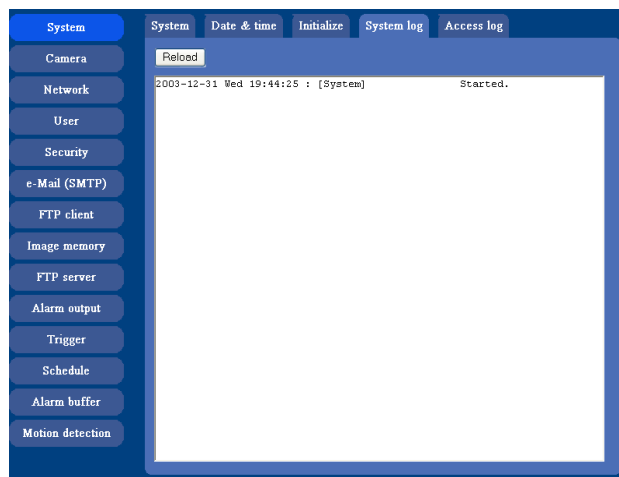 System
Camera
Network
User
Security
e-Mail (SMTP)
FTP client
Image memory
FTP server
Alarm output
Trigger
Schedule
Alarm buffer
Motion detection
System Date & time Initialize System log Access log
Reload
2003-12-31 Wed 19:44:25 : [System] Started.